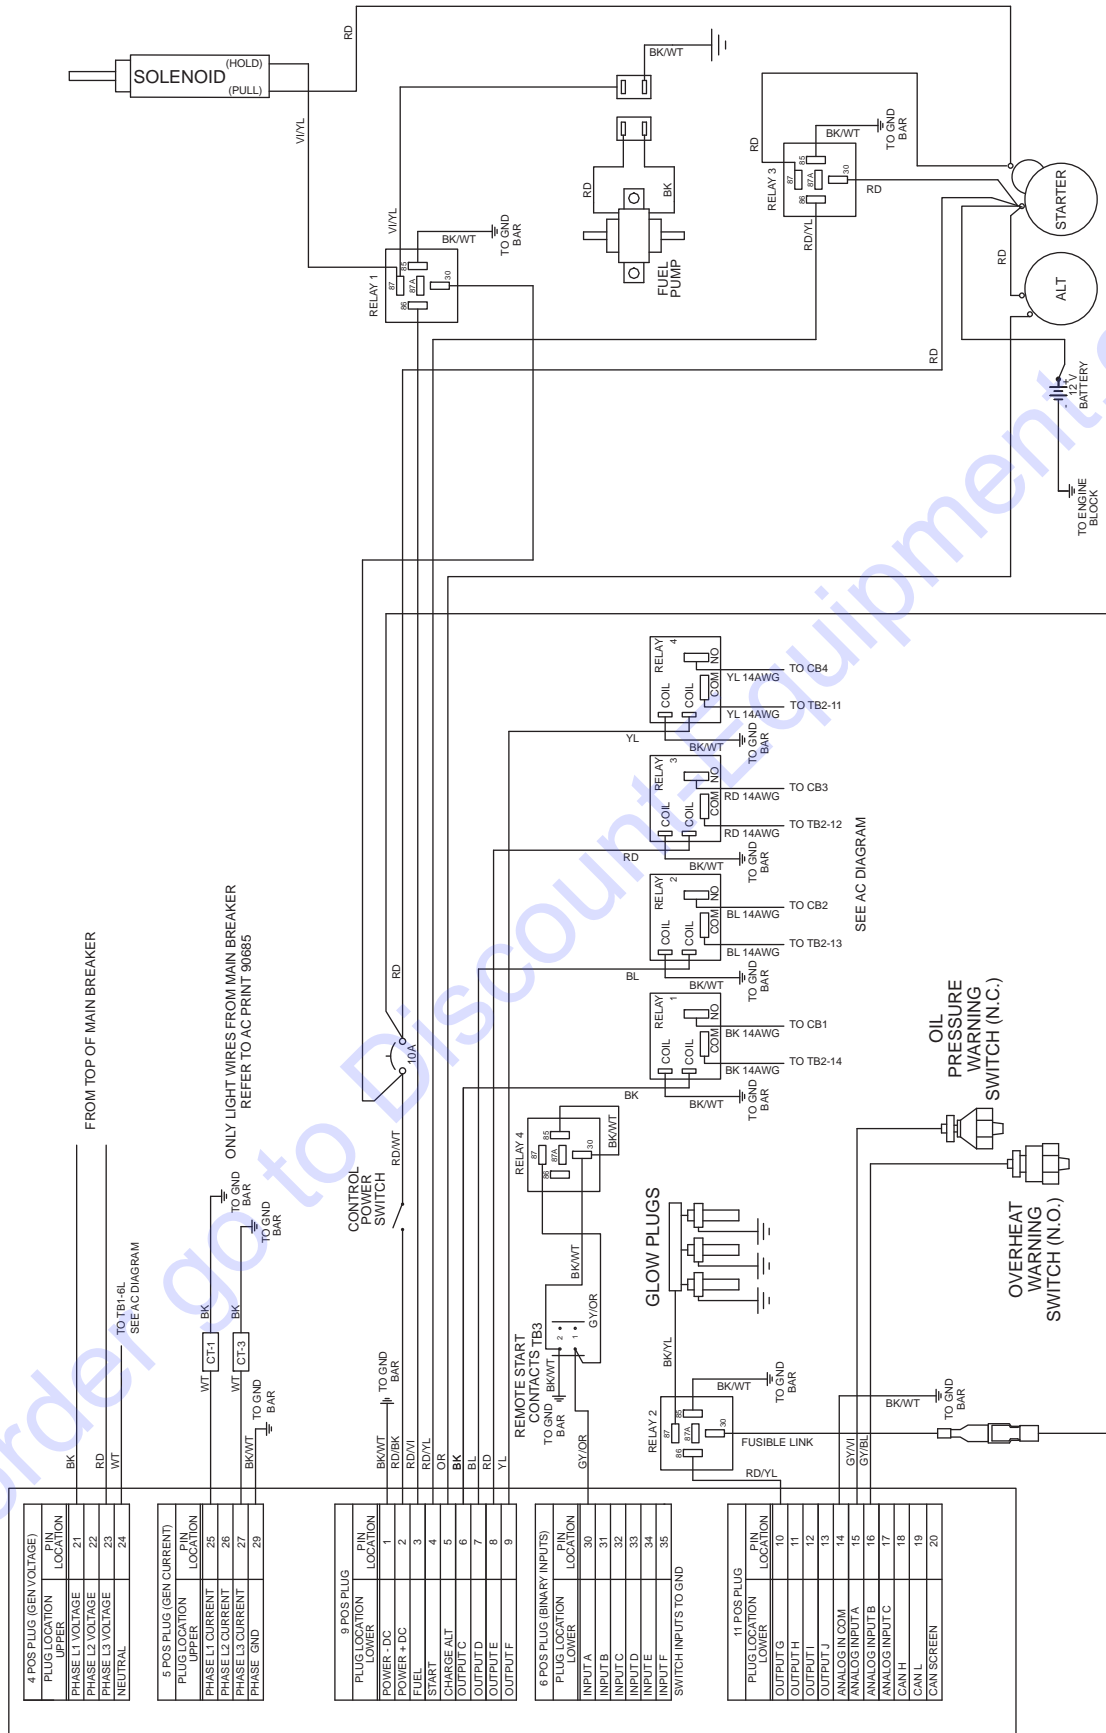 SOLENOID
(HOLD)
(PULL)
RD
VI/YL
VI/YL
BK/WT
RD
BK
FUEL
PUMP
RELAY 1
87
87A
86
85
30
BK/WT
TO GND
BAR
RELAY 3
87
87A
86
85
30
RD
BK/WT
TO GND
BAR
RD
RD/YL
STARTER
RD
ALT
RD
12 V
BATTERY
+
-
TO ENGINE
BLOCK
RELAY
4
COIL
COIL
NO
COM
YL 14AWG
TO CB4
YL 14AWG
TO TB2-11
YL
BK/WT
TO GND
BAR
RELAY
3
COIL
COIL
NO
COM
RD 14AWG
TO CB3
RD 14AWG
TO TB2-12
RD
BK/WT
TO GND
BAR
RELAY
2
COIL
COIL
NO
COM
BL 14AWG
TO CB2
BL 14AWG
TO TB2-13
BL
BK/WT
TO GND
BAR
RELAY
1
COIL
COIL
NO
COM
BK 14AWG
TO CB1
BK 14AWG
TO TB2-14
BK
BK/WT
TO GND
BAR
SEE AC DIAGRAM
FROM TOP OF MAIN BREAKER
ONLY LIGHT WIRES FROM MAIN BREAKER
REFER TO AC PRINT 90685
TO GND
BAR
TO GND
BAR
TO TB1-6L
SEE AC DIAGRAM
BK
CT-1
WT
BK
CT-3
WT
TO GND
BAR
BK/WT
BK
RD
WT
RD
10A
RD/WT
CONTROL
POWER
SWITCH
TO GND
BAR
RELAY 4
87
87A
86
85
30
BK/WT
BK/WT
GY/OR
REMOTE START
CONTACTS TB3
2
1
BK/WT
TO GND
BAR
GY/OR
GLOW PLUGS
BK/YL
RELAY 2
87
87A
86
85
30
BK/WT
TO GND
BAR
FUSIBLE LINK
RD/YL
OIL
PRESSURE
WARNING
SWITCH (N.C.)
OVERHEAT
WARNING
SWITCH (N.O.)
BK/WT
TO GND
BAR
GY/VI
GY/BL
BK/WT
RD/BK
RD/VI
RD/YL
OR
BK
BL
RD
YL
4 POS PLUG (GEN VOLTAGE)
PLUG LOCATION
UPPER
PIN
LOCATION
PHASE L1 VOLTAGE 21
PHASE L2 VOLTAGE 22
PHASE L3 VOLTAGE 23
NEUTRAL 24
5 POS PLUG (GEN CURRENT)
PLUG LOCATION
UPPER
PIN
LOCATION
PHASE L1 CURRENT 25
PHASE L2 CURRENT 26
PHASE L3 CURRENT 27
PHASE GND 29
9 POS PLUG
PLUG LOCATION
LOWER
PIN
LOCATION
POWER - DC 1
POWER + DC 2
FUEL 3
START 4
CHARGE ALT 5
OUTPUT C 6
OUTPUT D 7
OUTPUT E 8
OUTPUT F 9
6 POS PLUG (BINARY INPUTS)
PLUG LOCATION
LOWER
PIN
LOCATION
INPUT A 30
INPUT B 31
INPUT C 32
INPUT D 33
INPUT E 34
INPUT F 35
SWITCH INPUTS TO GND
11 POS PLUG
PLUG LOCATION
LOWER
PIN
LOCATION
OUTPUT G 10
OUTPUT H 11
OUTPUT I 12
OUTPUT J 13
ANALOG IN COM 14
ANALOG INPUT A 15
ANALOG INPUT B 16
ANALOG INPUT C 17
CAN H 18
CAN L 19
CAN SCREEN 20
order go to Discount-Equipment.